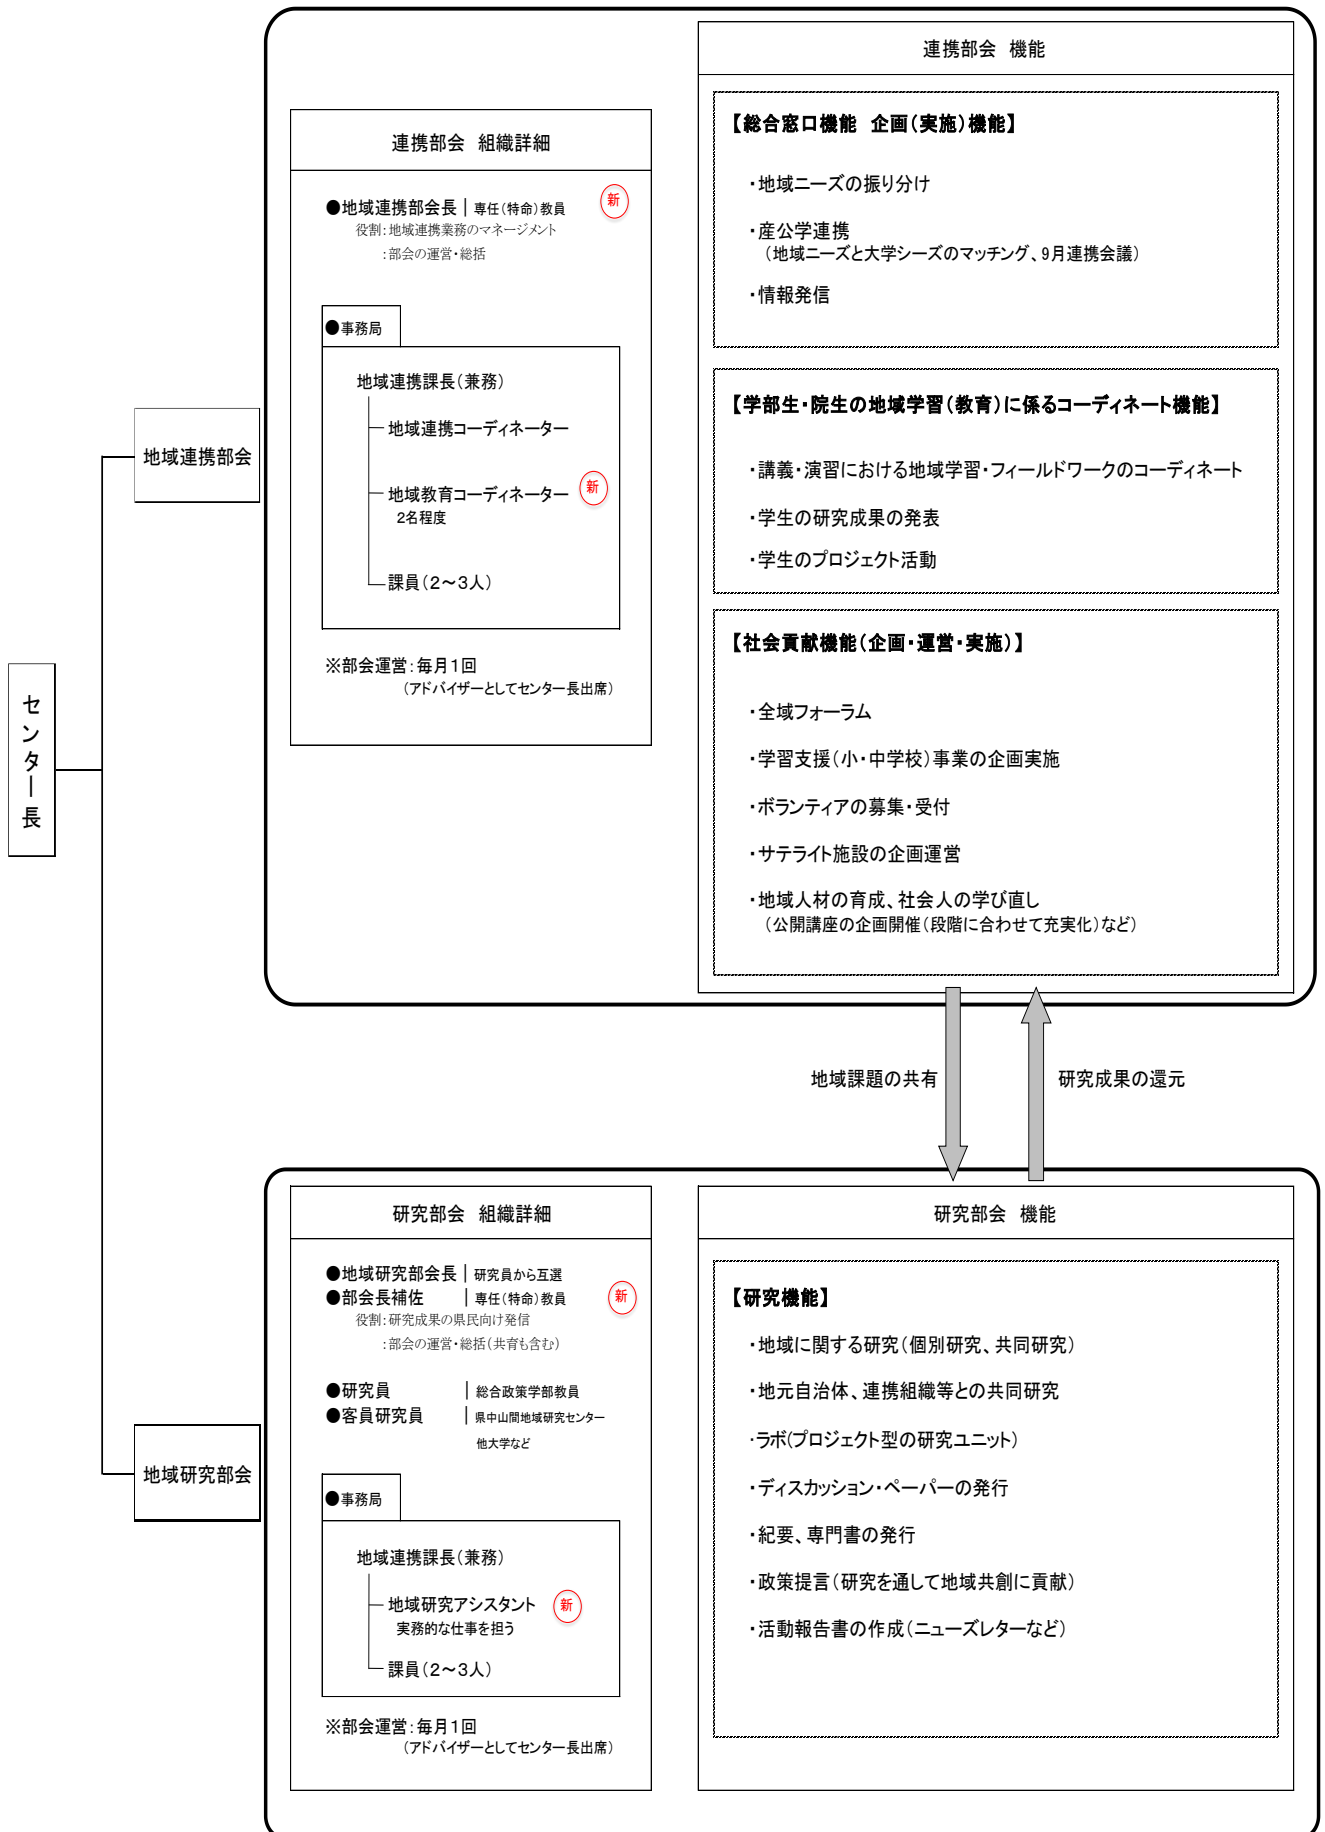 センター長
地域連携部会
連携部会　組織詳細
●地域連携部会長｜専任(特命)教員
新
役割：地域連携業務のマネージメント
：部会の運営・総括
●事務局
地域連携課長(兼務)
地域連携コーディネーター
地域教育コーディネーター
新
2名程度
課員(2～3人)
※部会運営：毎月1回
(アドバイザーとしてセンター長出席)
連携部会　機能
【総合窓口機能　企画(実施)機能】
・地域ニーズの振り分け
・産公学連携
(地域ニーズと大学シーズのマッチング、9月連携会議)
・情報発信
【学部生・院生の地域学習(教育)に係るコーディネート機能】
・講義・演習における地域学習・フィールドワークのコーディネート
・学生の研究成果の発表
・学生のプロジェクト活動
【社会貢献機能(企画・運営・実施)】
・全域フォーラム
・学習支援(小・中学校)事業の企画実施
・ボランティアの募集・受付
・サテライト施設の企画運営
・地域人材の育成、社会人の学び直し
(公開講座の企画開催(段階に合わせて充実化)など)
地域課題の共有
研究成果の還元
地域研究部会
研究部会　組織詳細
●地域研究部会長｜研究員から互選
●部会長補佐　｜専任(特命)教員
新
役割：研究成果の県民向け発信
：部会の運営・総括(共育も含む)
●研究員　｜総合政策学部教員
●客員研究員　｜県中山間地域研究センター
他大学など
●事務局
地域連携課長(兼務)
地域研究アシスタント
新
実務的な仕事を担う
課員(2～3人)
※部会運営：毎月1回
(アドバイザーとしてセンター長出席)
研究部会　機能
【研究機能】
・地域に関する研究(個別研究、共同研究)
・地元自治体、連携組織等との共同研究
・ラボ(プロジェクト型の研究ユニット)
・ディスカッション・ペーパーの発行
・紀要、専門書の発行
・政策提言(研究を通して地域共創に貢献)
・活動報告書の作成(ニューズレターなど)